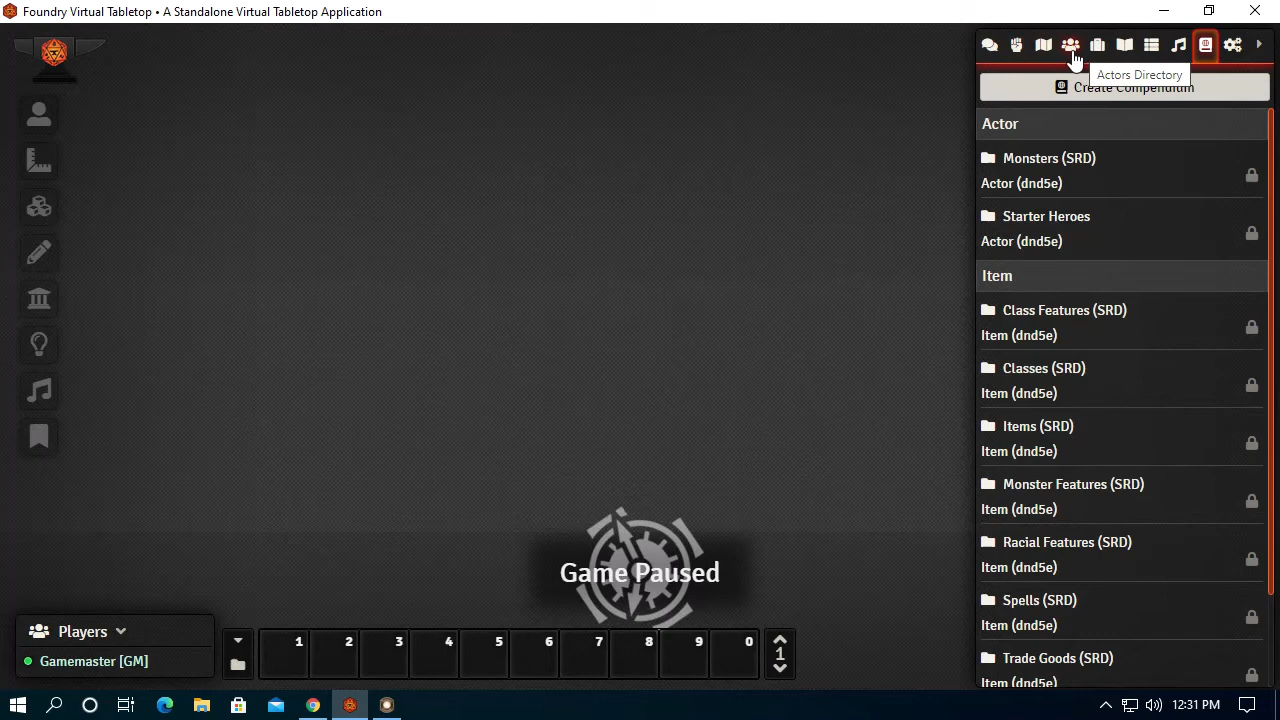 Foundry Virtual Tabletop • A Standalone Virtual Tabletop Application
Actors Directory
Create Compendium
Actor
Monsters (SRD)
Actor (dnd5e)
Starter Heroes
Actor (dnd5e)
Item
Class Features (SRD)
Item (dnd5e)
Classes (SRD)
Item (dnd5e)
Items (SRD)
Item (dnd5e)
Monster Features (SRD)
Item (dnd5e)
Racial Features (SRD)
Item (dnd5e)
Spells (SRD)
Item (dnd5e)
Trade Goods (SRD)
Item (dnd5e)
Game Paused
Players
Gamemaster [GM]
1 2 3 4 5 6 7 8 9 0
1
12:31 PM